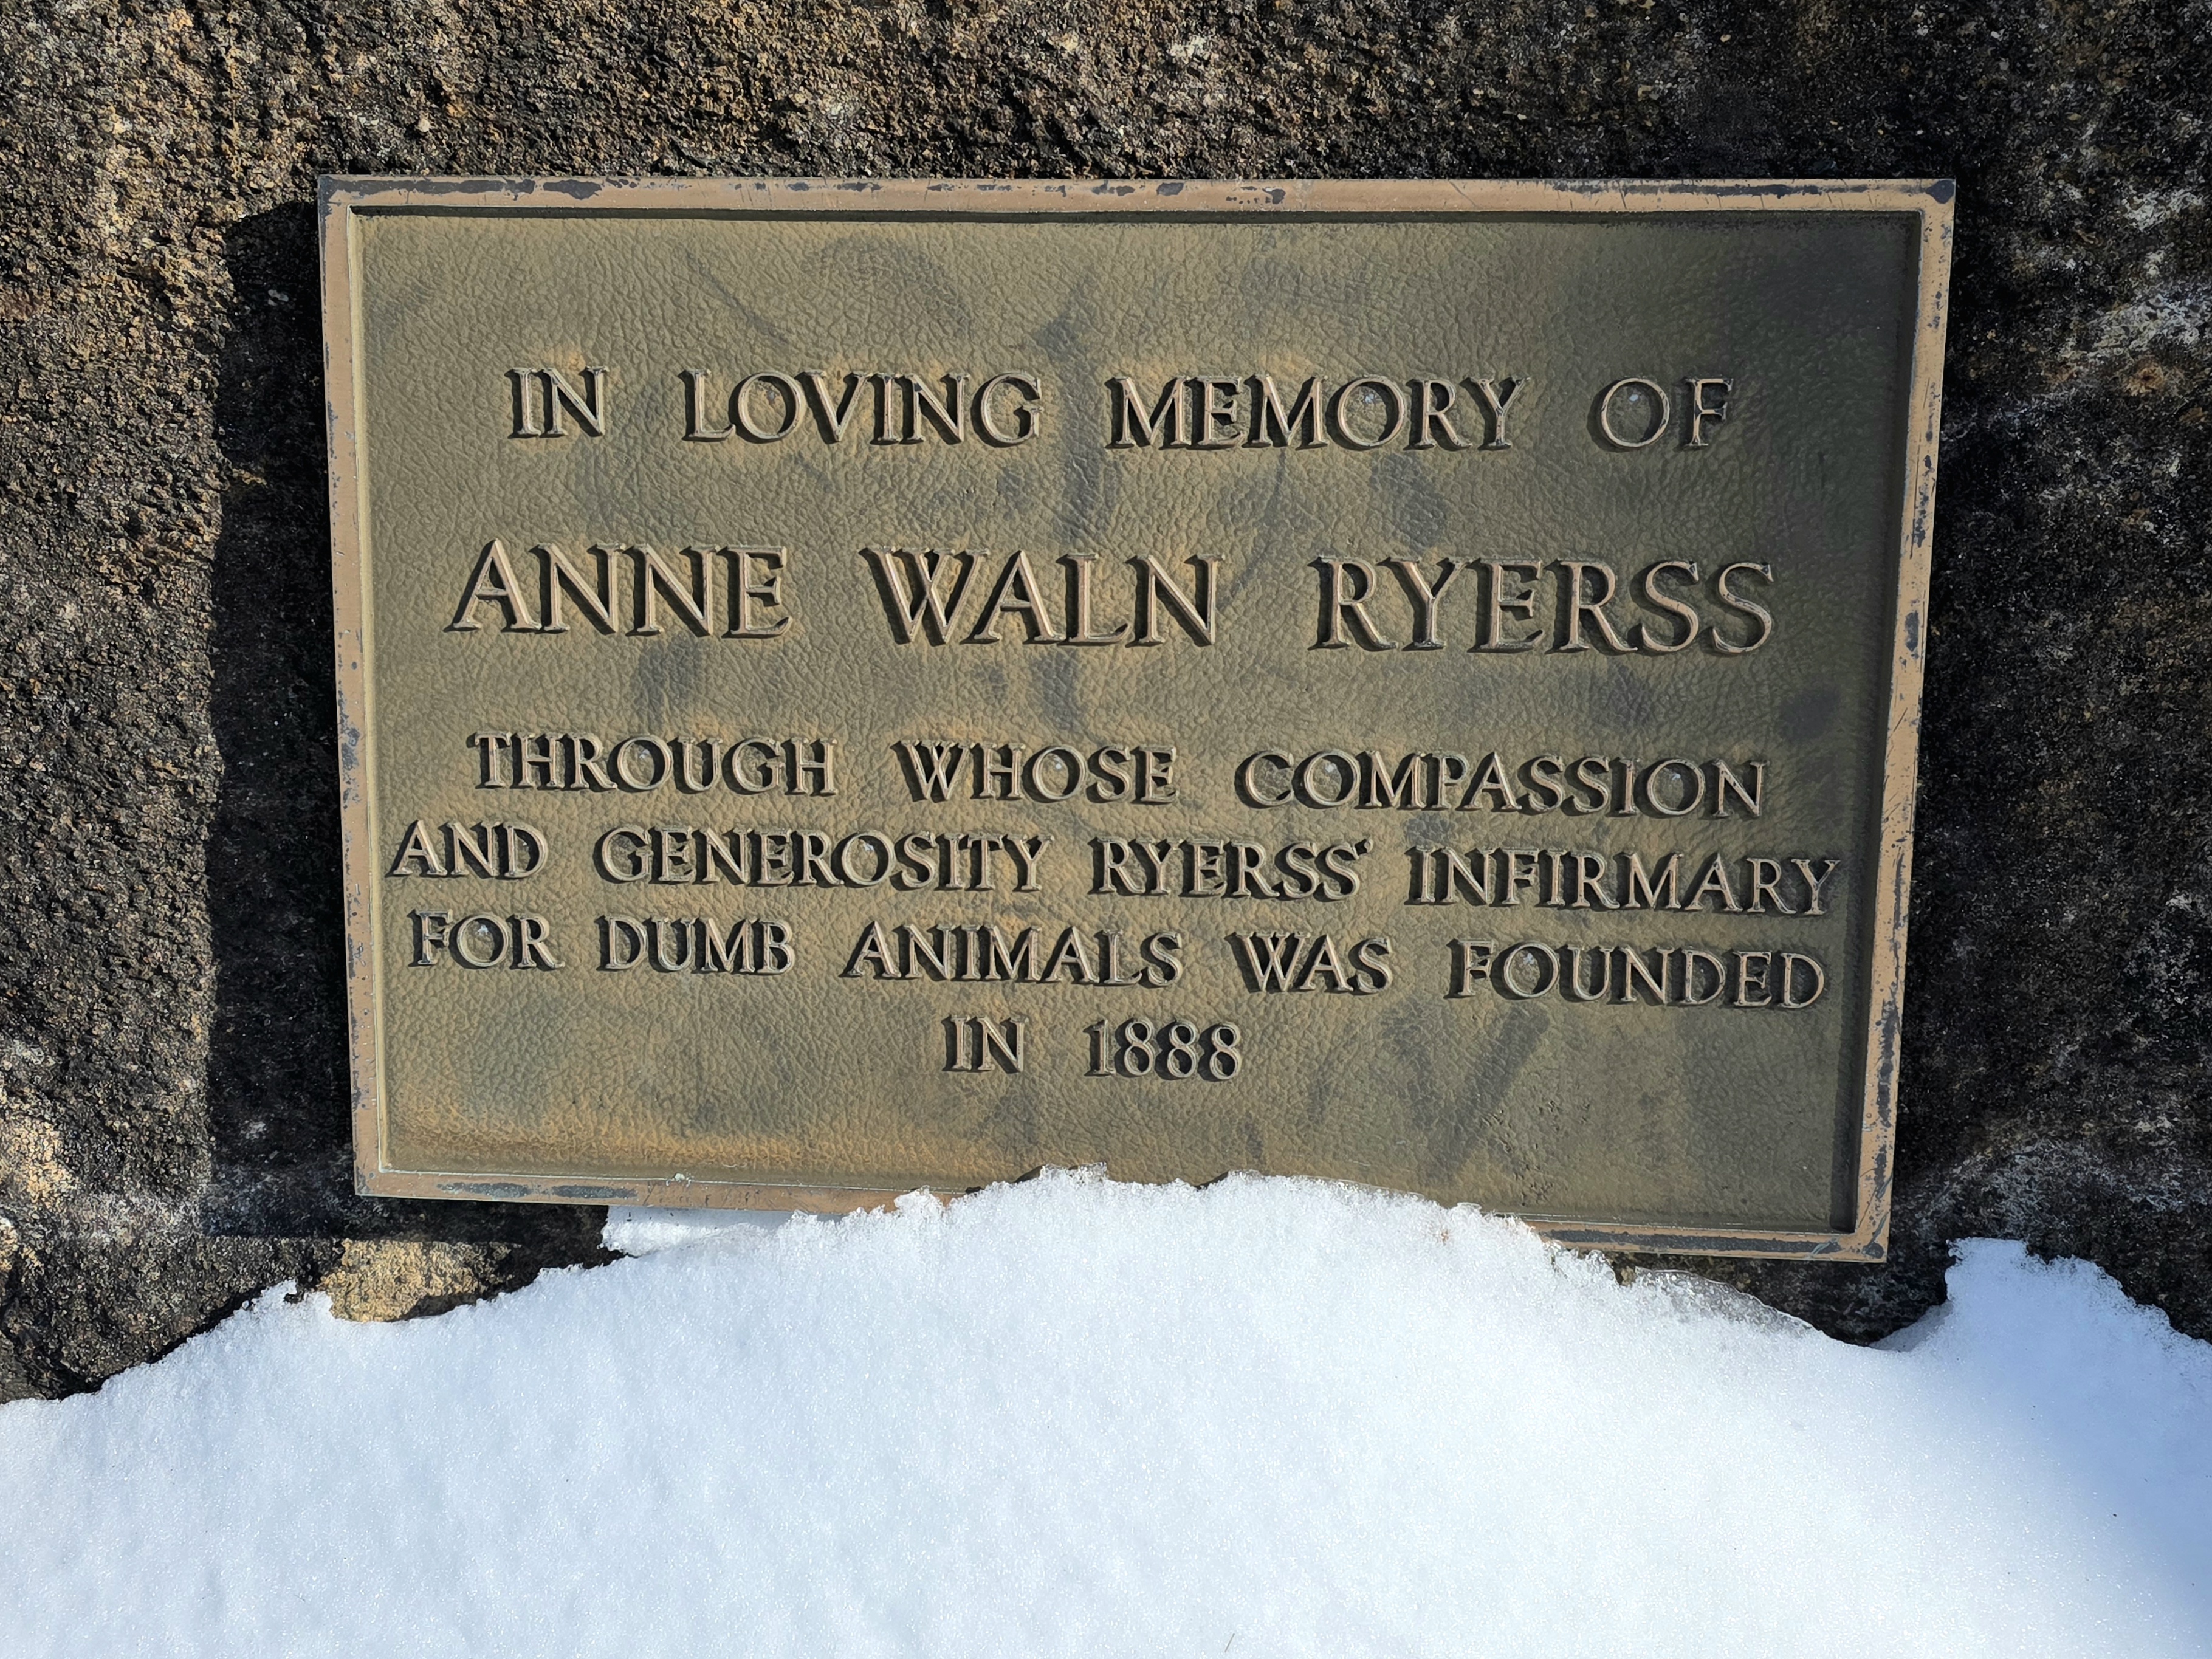 IN LOVING MEMORY OF
ANNE WALN RYERSS
THROUGH WHOSE COMPASSION
AND GENEROSITY RYERSS' INFIRMARY
FOR DUMB ANIMALS WAS FOUNDED
IN 1888